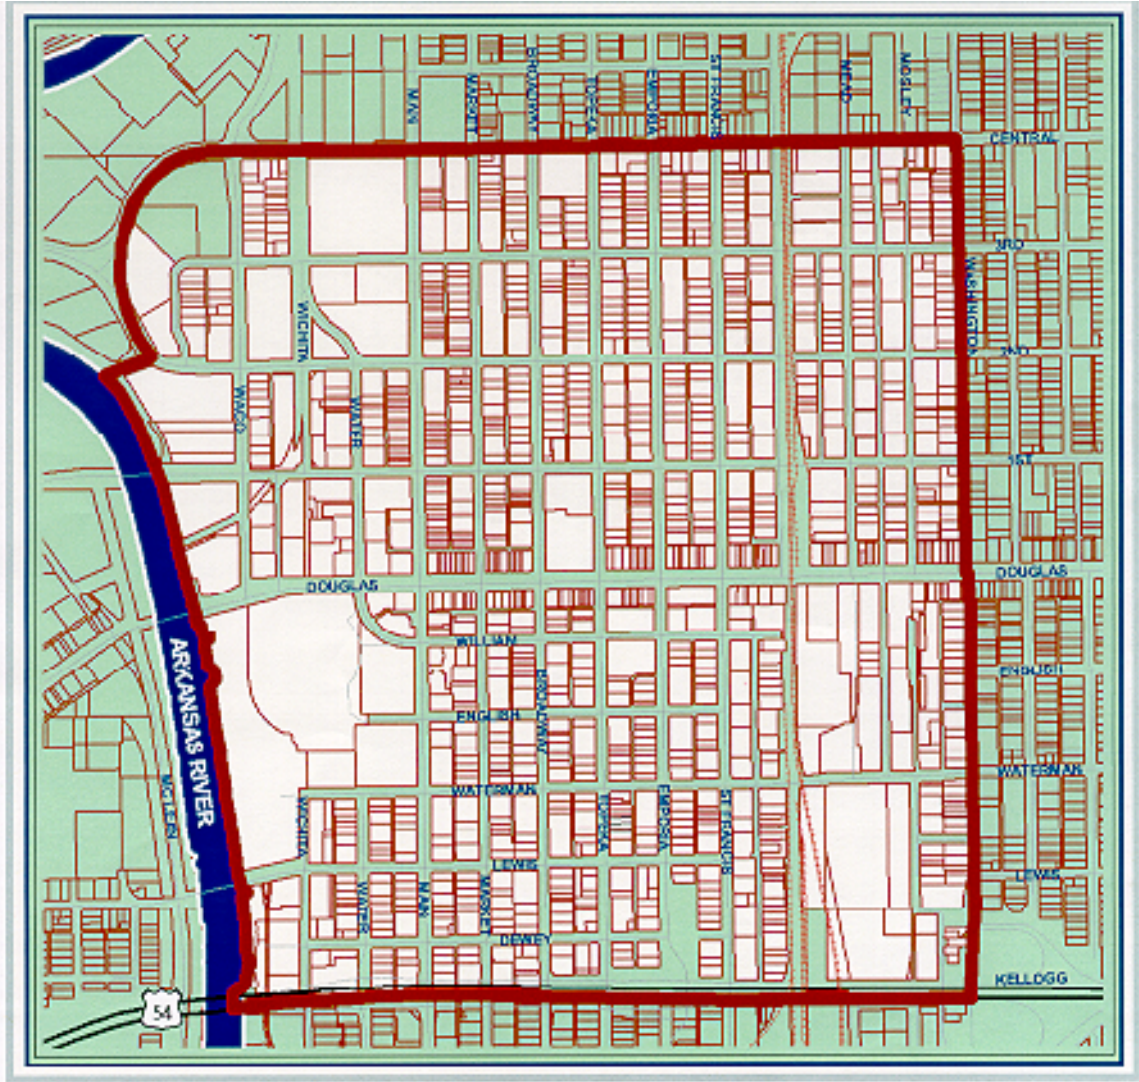 MAIN
MARKET
BROADWAY
TOPEKA
EMPORIA
ST FRANCIS
MEAD
MOSLEY
CENTRAL
3RD
WASHINGTON
2ND
WICHITA
WACO
WATER
1ST
DOUGLAS
DOUGLAS
WILLIAM
ENGLISH
BROADWAY
ENGLISH
ARKANSAS RIVER
MCLEAN
WATERMAN
WATERMAN
WICHITA
TOPEKA
EMPORIA
ST FRANCIS
LEWIS
LEWIS
WATER
MAIN
MARKET
DEWEY
KELLOGG
54